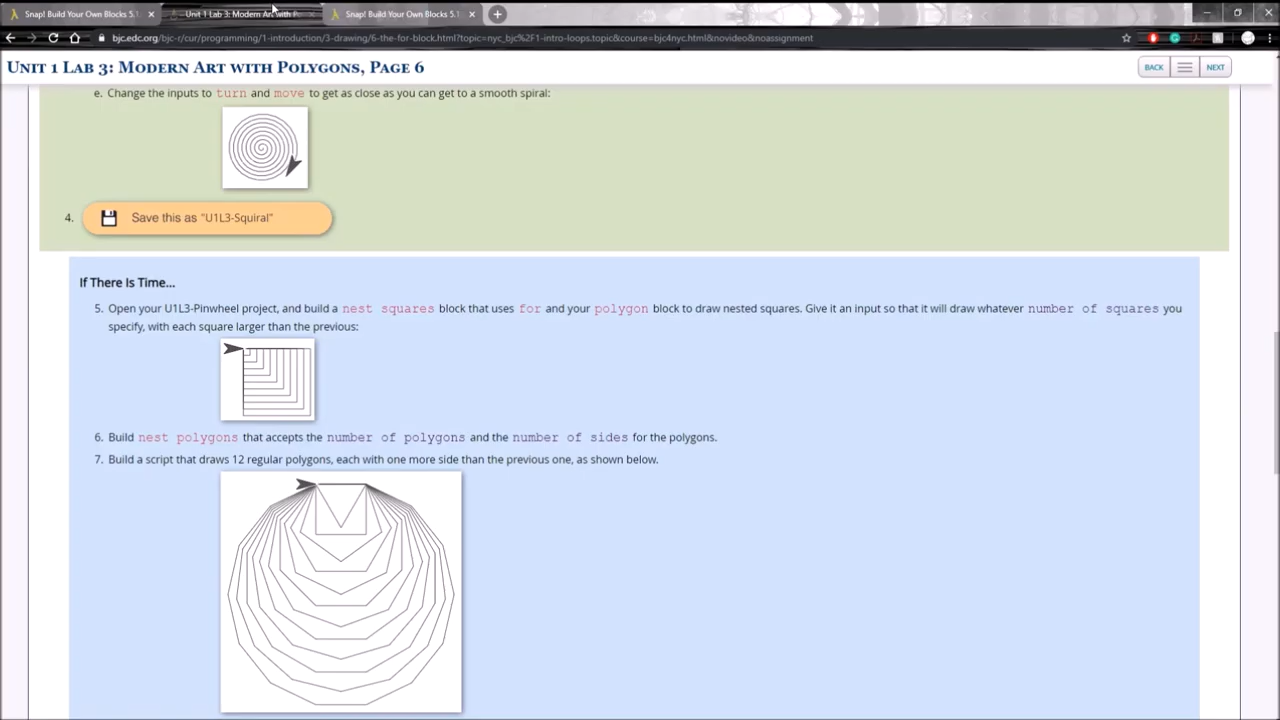 Snap! Build Your Own Blocks 5.1
Unit 1 Lab 3: Modern Art with P
Snap! Build Your Own Blocks 5.1
bjc.edc.org/bjc-r/cur/programming/1-introduction/3-drawing/6-the-for-block.html?topic=nyc_bjc%2F1-intro-loops.topic&course=bjc4nyc.html&novideo&noassignment
UNIT 1 LAB 3: MODERN ART WITH POLYGONS, PAGE 6
BACK
NEXT
e. Change the inputs to turn and move to get as close as you can get to a smooth spiral:
4. Save this as "U1L3-Squiral"
If There Is Time...
5. Open your U1L3-Pinwheel project, and build a nest squares block that uses for and your polygon block to draw nested squares. Give it an input so that it will draw whatever number of squares you
specify, with each square larger than the previous:
6. Build nest polygons that accepts the number of polygons and the number of sides for the polygons.
7. Build a script that draws 12 regular polygons, each with one more side than the previous one, as shown below.